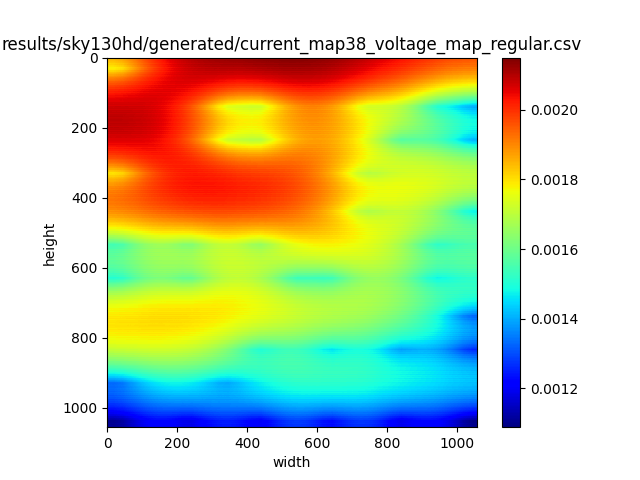 results/sky130hd/generated/current_map38_voltage_map_regular.csv
0
200
400
600
800
1000
height
0 200 400 600 800 1000
width
0.0020
0.0018
0.0016
0.0014
0.0012